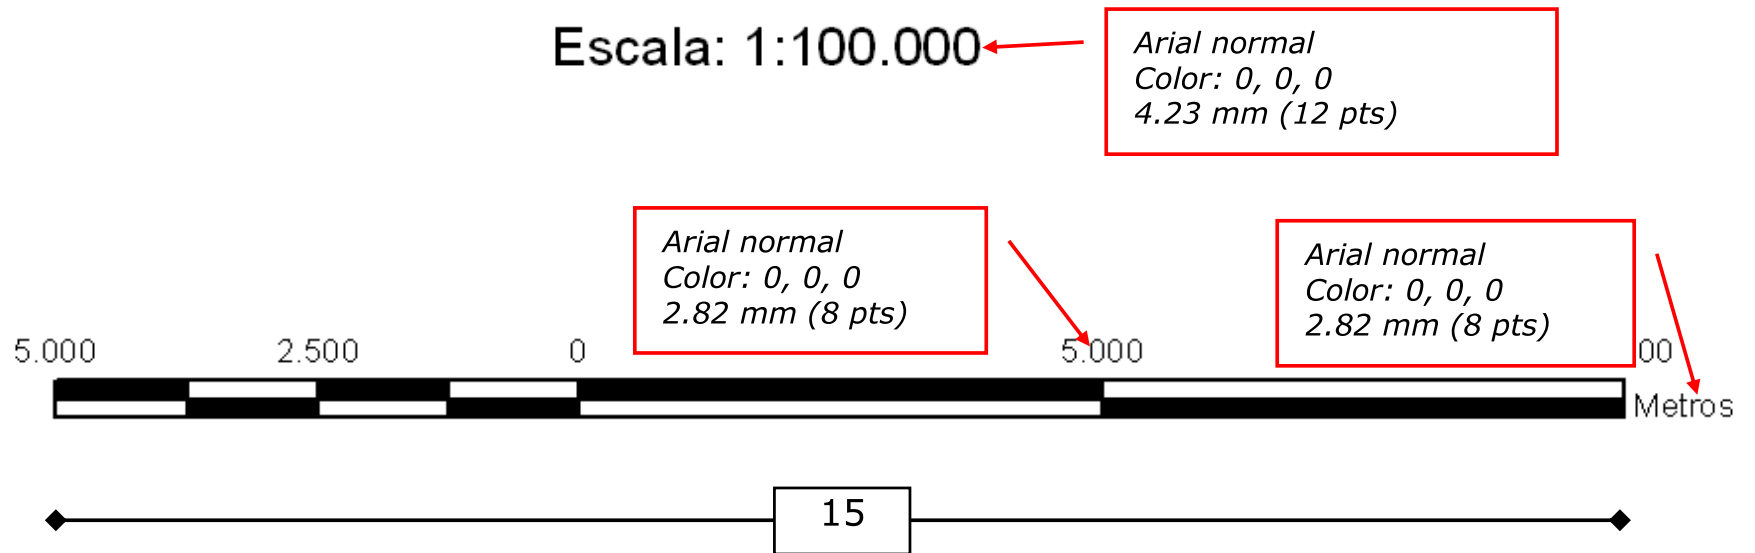 Escala: 1:100.000
Arial normal
Color: 0, 0, 0
4.23 mm (12 pts)
Arial normal
Color: 0, 0, 0
2.82 mm (8 pts)
Arial normal
Color: 0, 0, 0
2.82 mm (8 pts)
5.000 2.500 0 5.000 00
Metros
15